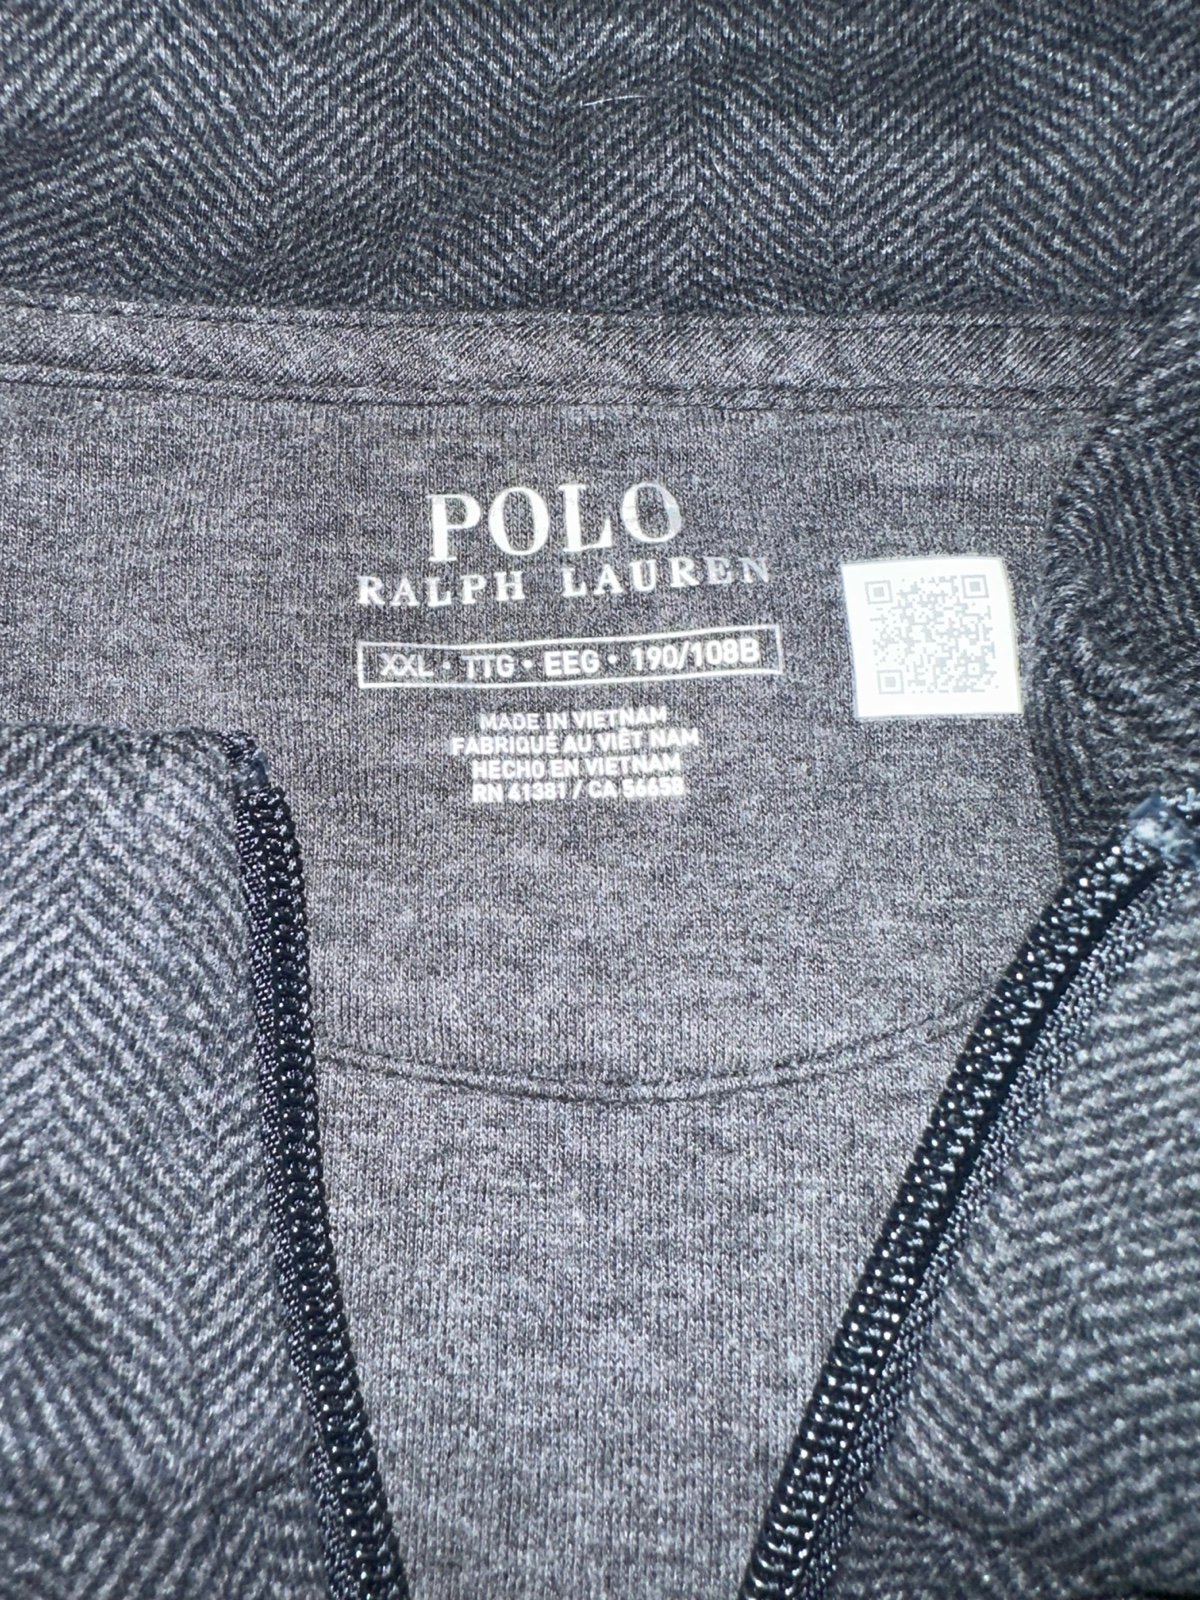 POLO
RALPH LAUREN
XXL · TTG · EEG · 190/108B
MADE IN VIETNAM
FABRIQUÉ AU VIÊT NAM
HECHO EN VIETNAM
RN 41381 / CA 56658